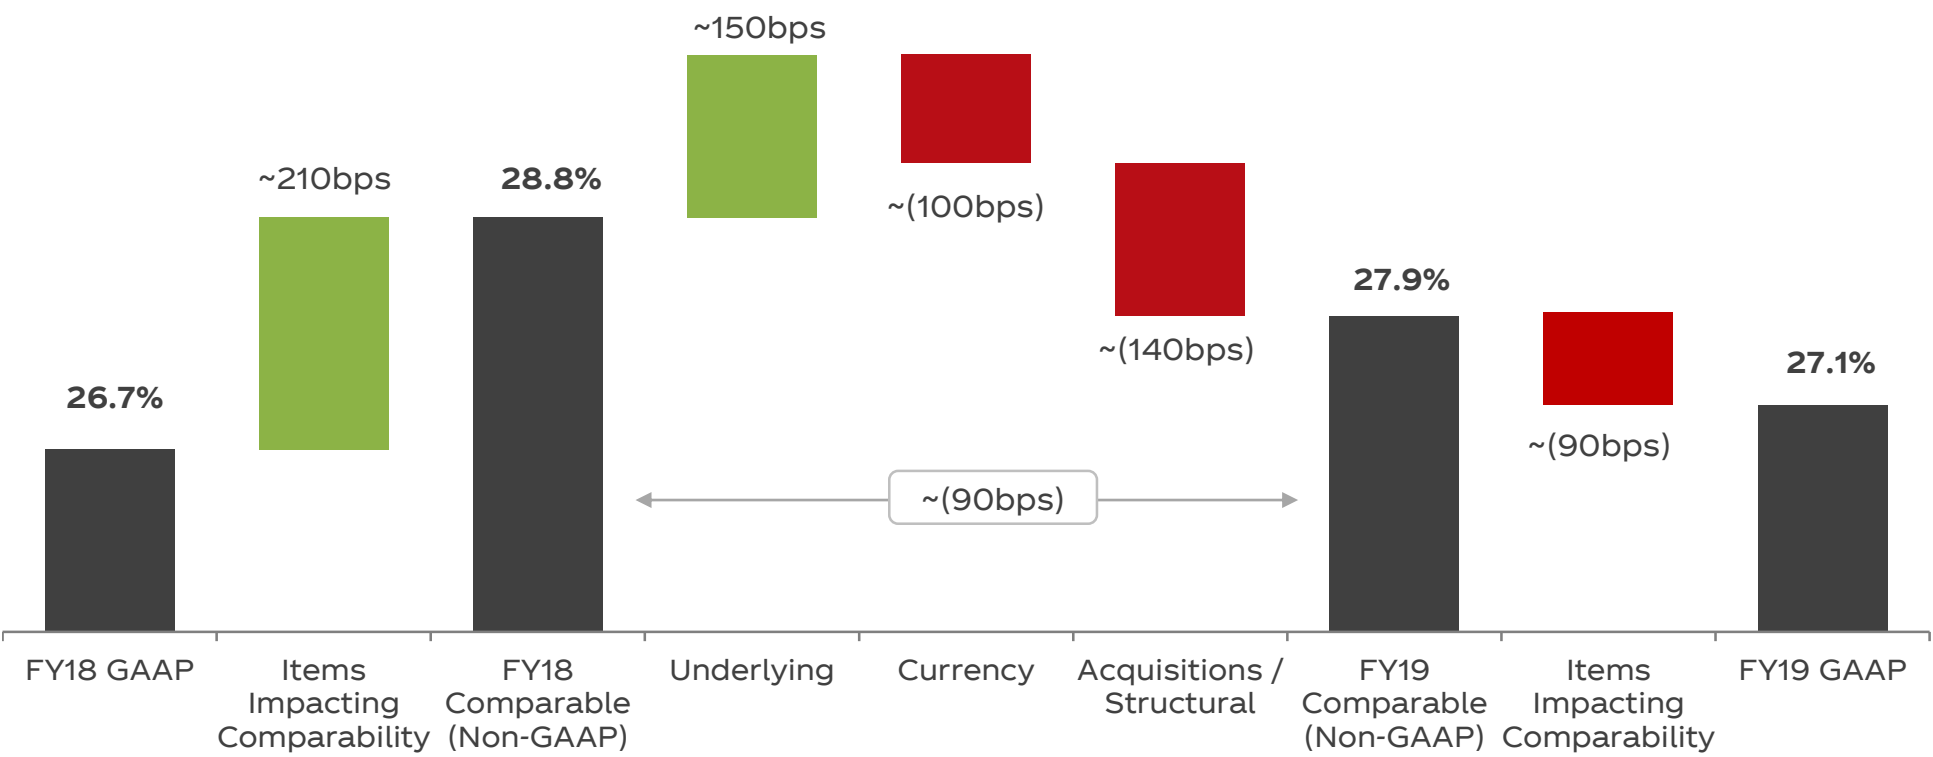 ~150bps
~210bps
28.8%
~(100bps)
27.9%
~(140bps)
27.1%
26.7%
~(90bps)
~(90bps)
FY18 GAAP
Items
Impacting
Comparability
FY18
Comparable
(Non-GAAP)
Underlying
Currency
Acquisitions /
Structural
FY19
Comparable
(Non-GAAP)
Items
Impacting
Comparability
FY19 GAAP